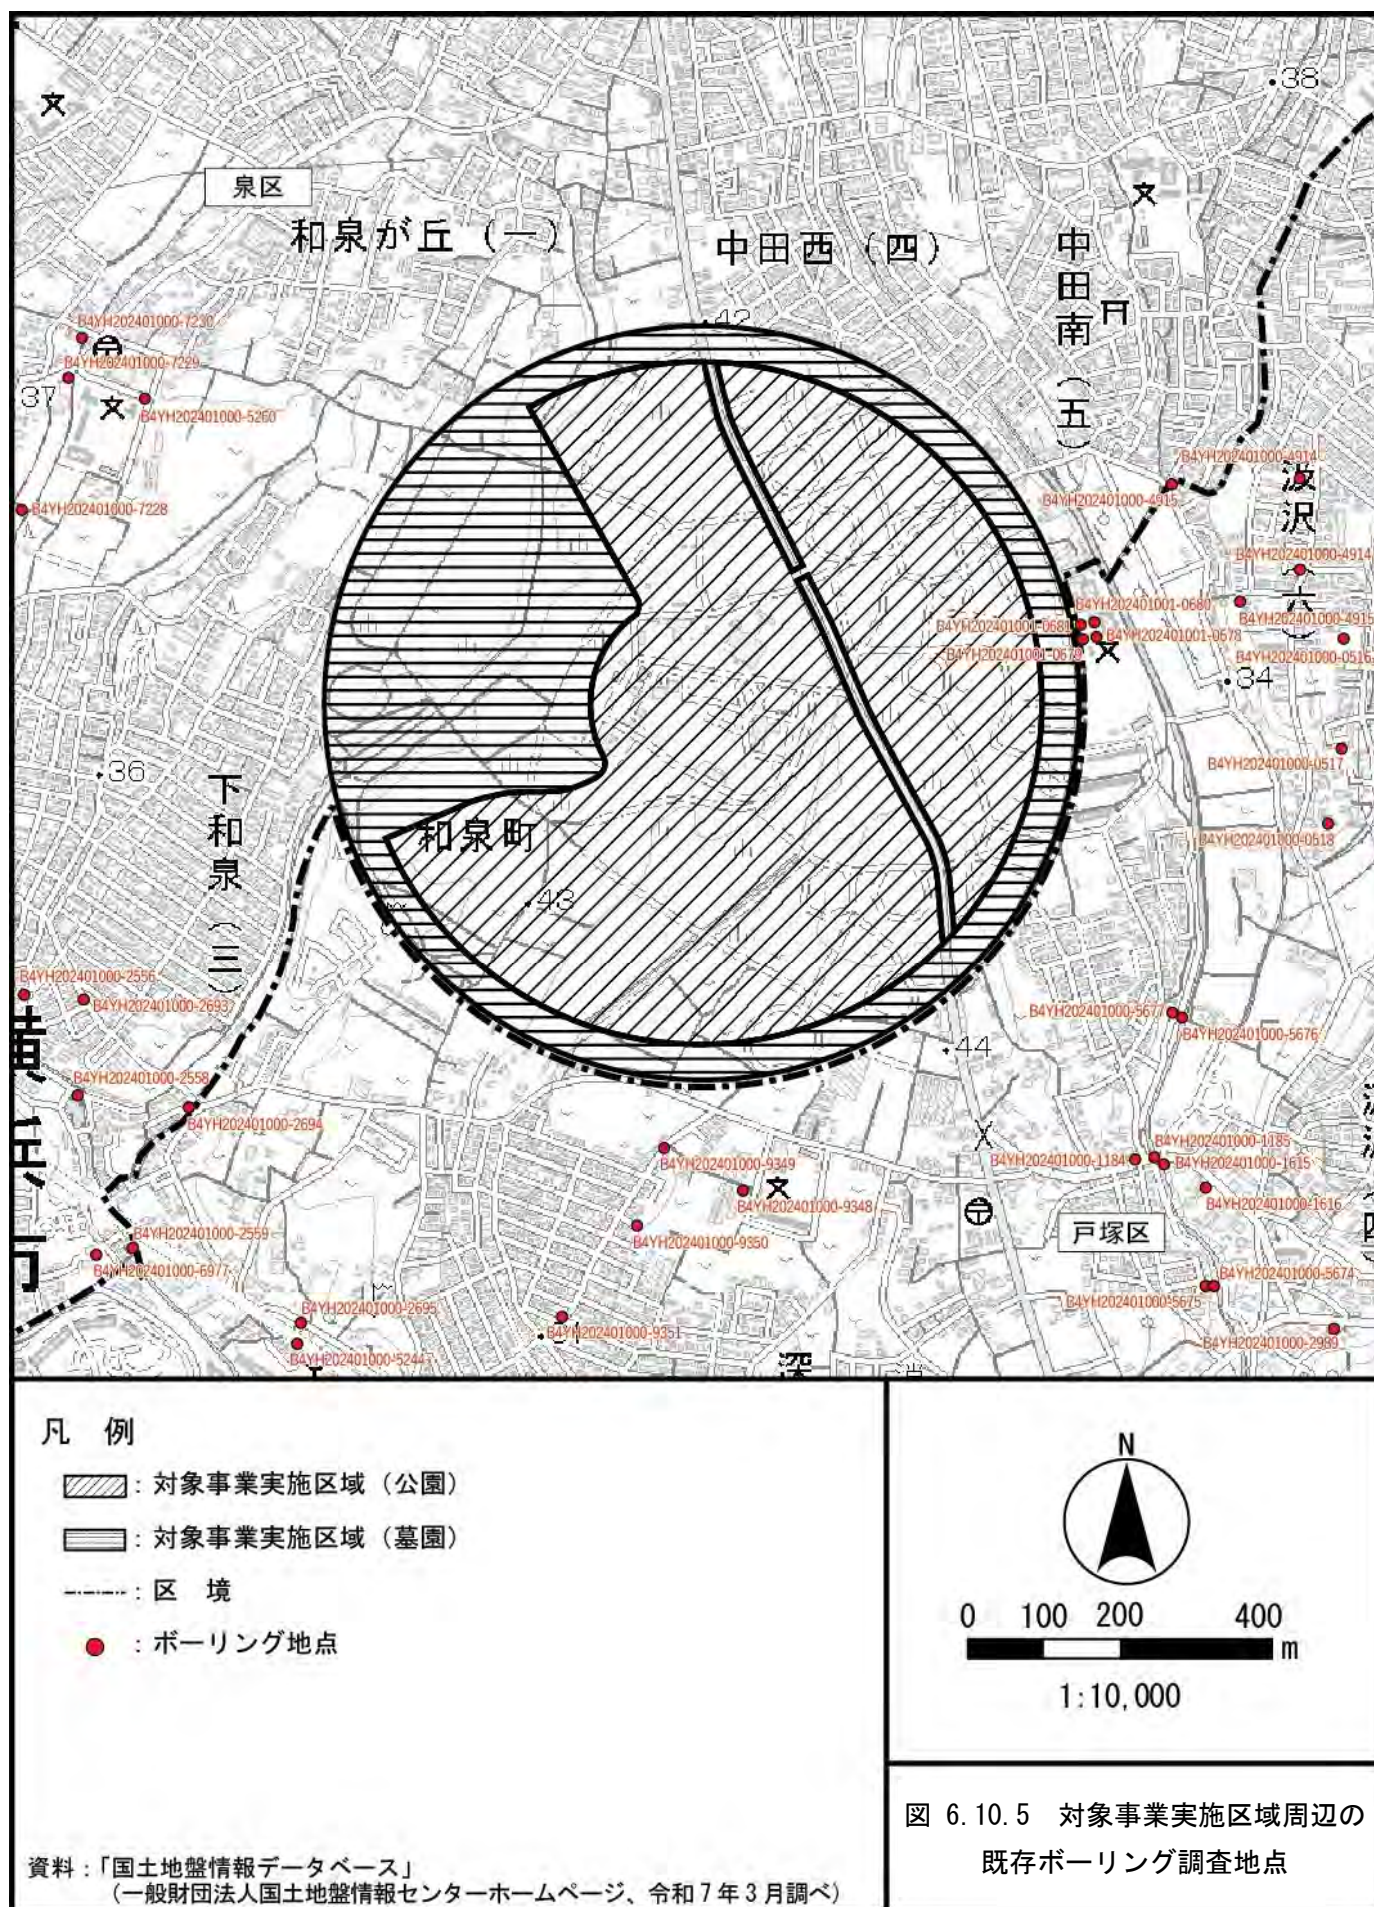 ・38
泉区
和泉が丘（一）
中田西（四）
中田南（五）
・42
B4YH202401000-7230
B4YH202401000-7229
37
B4YH202401000-5260
B4YH202401000-7228
B4YH202401000-4914
B4YH202401000-4915
汲沢（六）
B4YH202401000-4914
B4YH202401001-0680
B4YH202401000-4915
B4YH202401001-0681
B4YH202401001-0678
B4YH202401001-0679
B4YH202401000-0516
・34
B4YH202401000-0517
・36
下和泉（三）
B4YH202401000-0518
和泉町
・43
B4YH202401000-2556
B4YH202401000-2693
B4YH202401000-5677
B4YH202401000-5676
・44
B4YH202401000-2558
B4YH202401000-2694
B4YH202401000-1185
B4YH202401000-1184
B4YH202401000-1615
B4YH202401000-9349
B4YH202401000-9348
B4YH202401000-1616
戸塚区
B4YH202401000-9350
B4YH202401000-2559
B4YH202401000-6977
B4YH202401000-5674
B4YH202401000-5675
B4YH202401000-2695
B4YH202401000-9351
B4YH202401000-2989
B4YH202401000-5244
深
凡 例
：対象事業実施区域（公園）
：対象事業実施区域（墓園）
：区 境
：ボーリング地点
資料：「国土地盤情報データベース」
（一般財団法人国土地盤情報センターホームページ、令和7年3月調べ）
N
0 100 200 400
m
1:10,000
図 6.10.5 対象事業実施区域周辺の
既存ボーリング調査地点